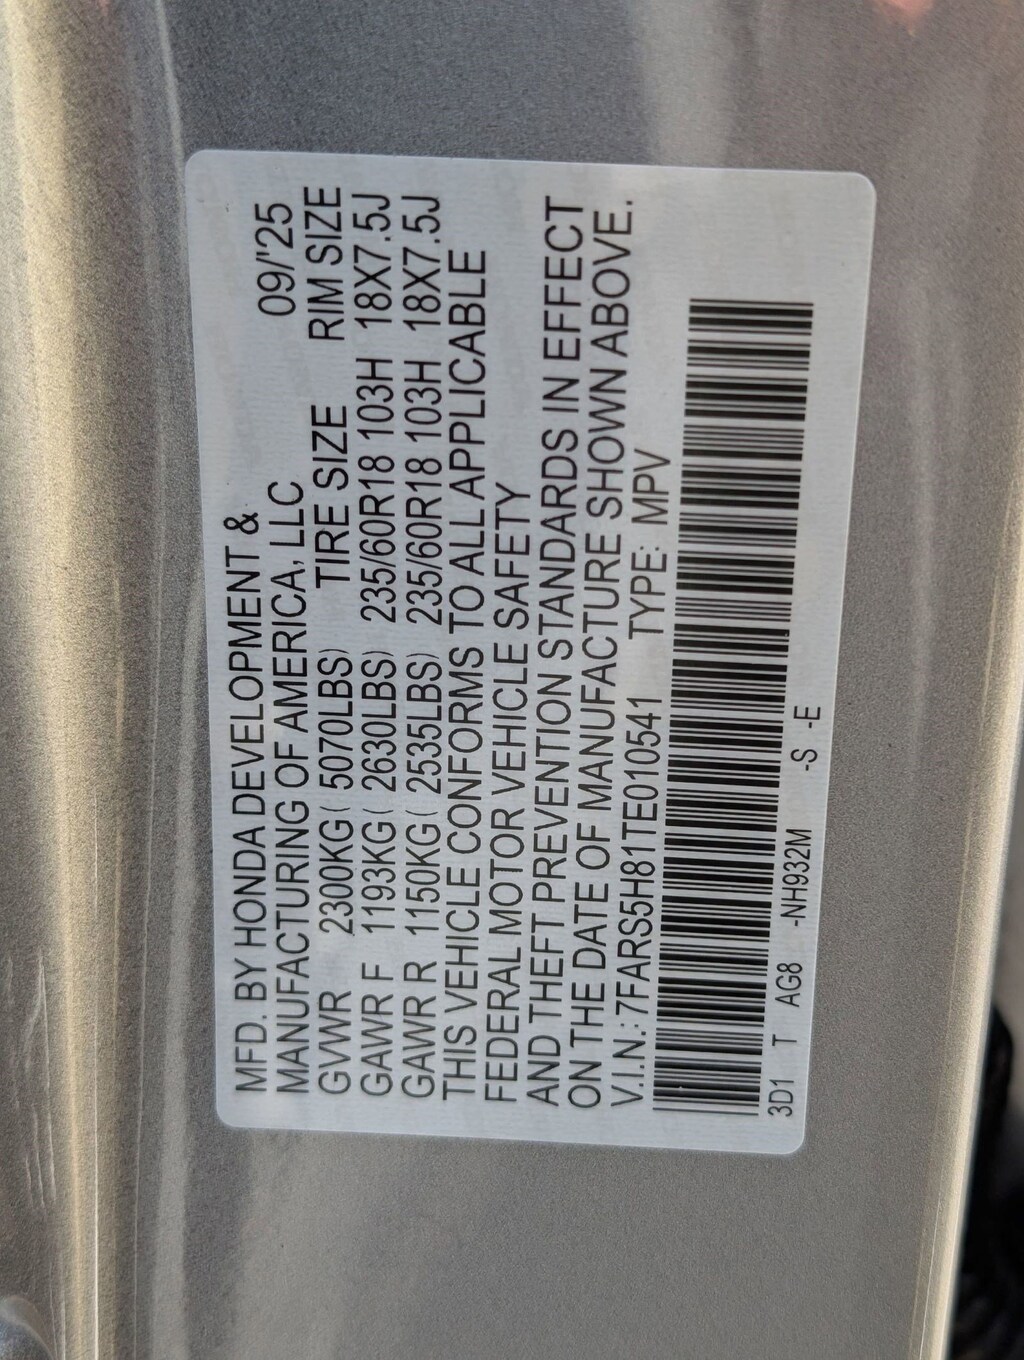 MFD. BY HONDA DEVELOPMENT &
MANUFACTURING OF AMERICA, LLC 09/'25
GVWR 2300KG ( 5070LBS) TIRE SIZE RIM SIZE
GAWR F 1193KG ( 2630LBS) 235/60R18 103H 18X7.5J
GAWR R 1150KG ( 2535LBS) 235/60R18 103H 18X7.5J
THIS VEHICLE CONFORMS TO ALL APPLICABLE
FEDERAL MOTOR VEHICLE SAFETY
AND THEFT PREVENTION STANDARDS IN EFFECT
ON THE DATE OF MANUFACTURE SHOWN ABOVE.
V.I.N.: 7FARS5H81TE010541 TYPE: MPV
3D1 T AG8 -NH932M -S -E